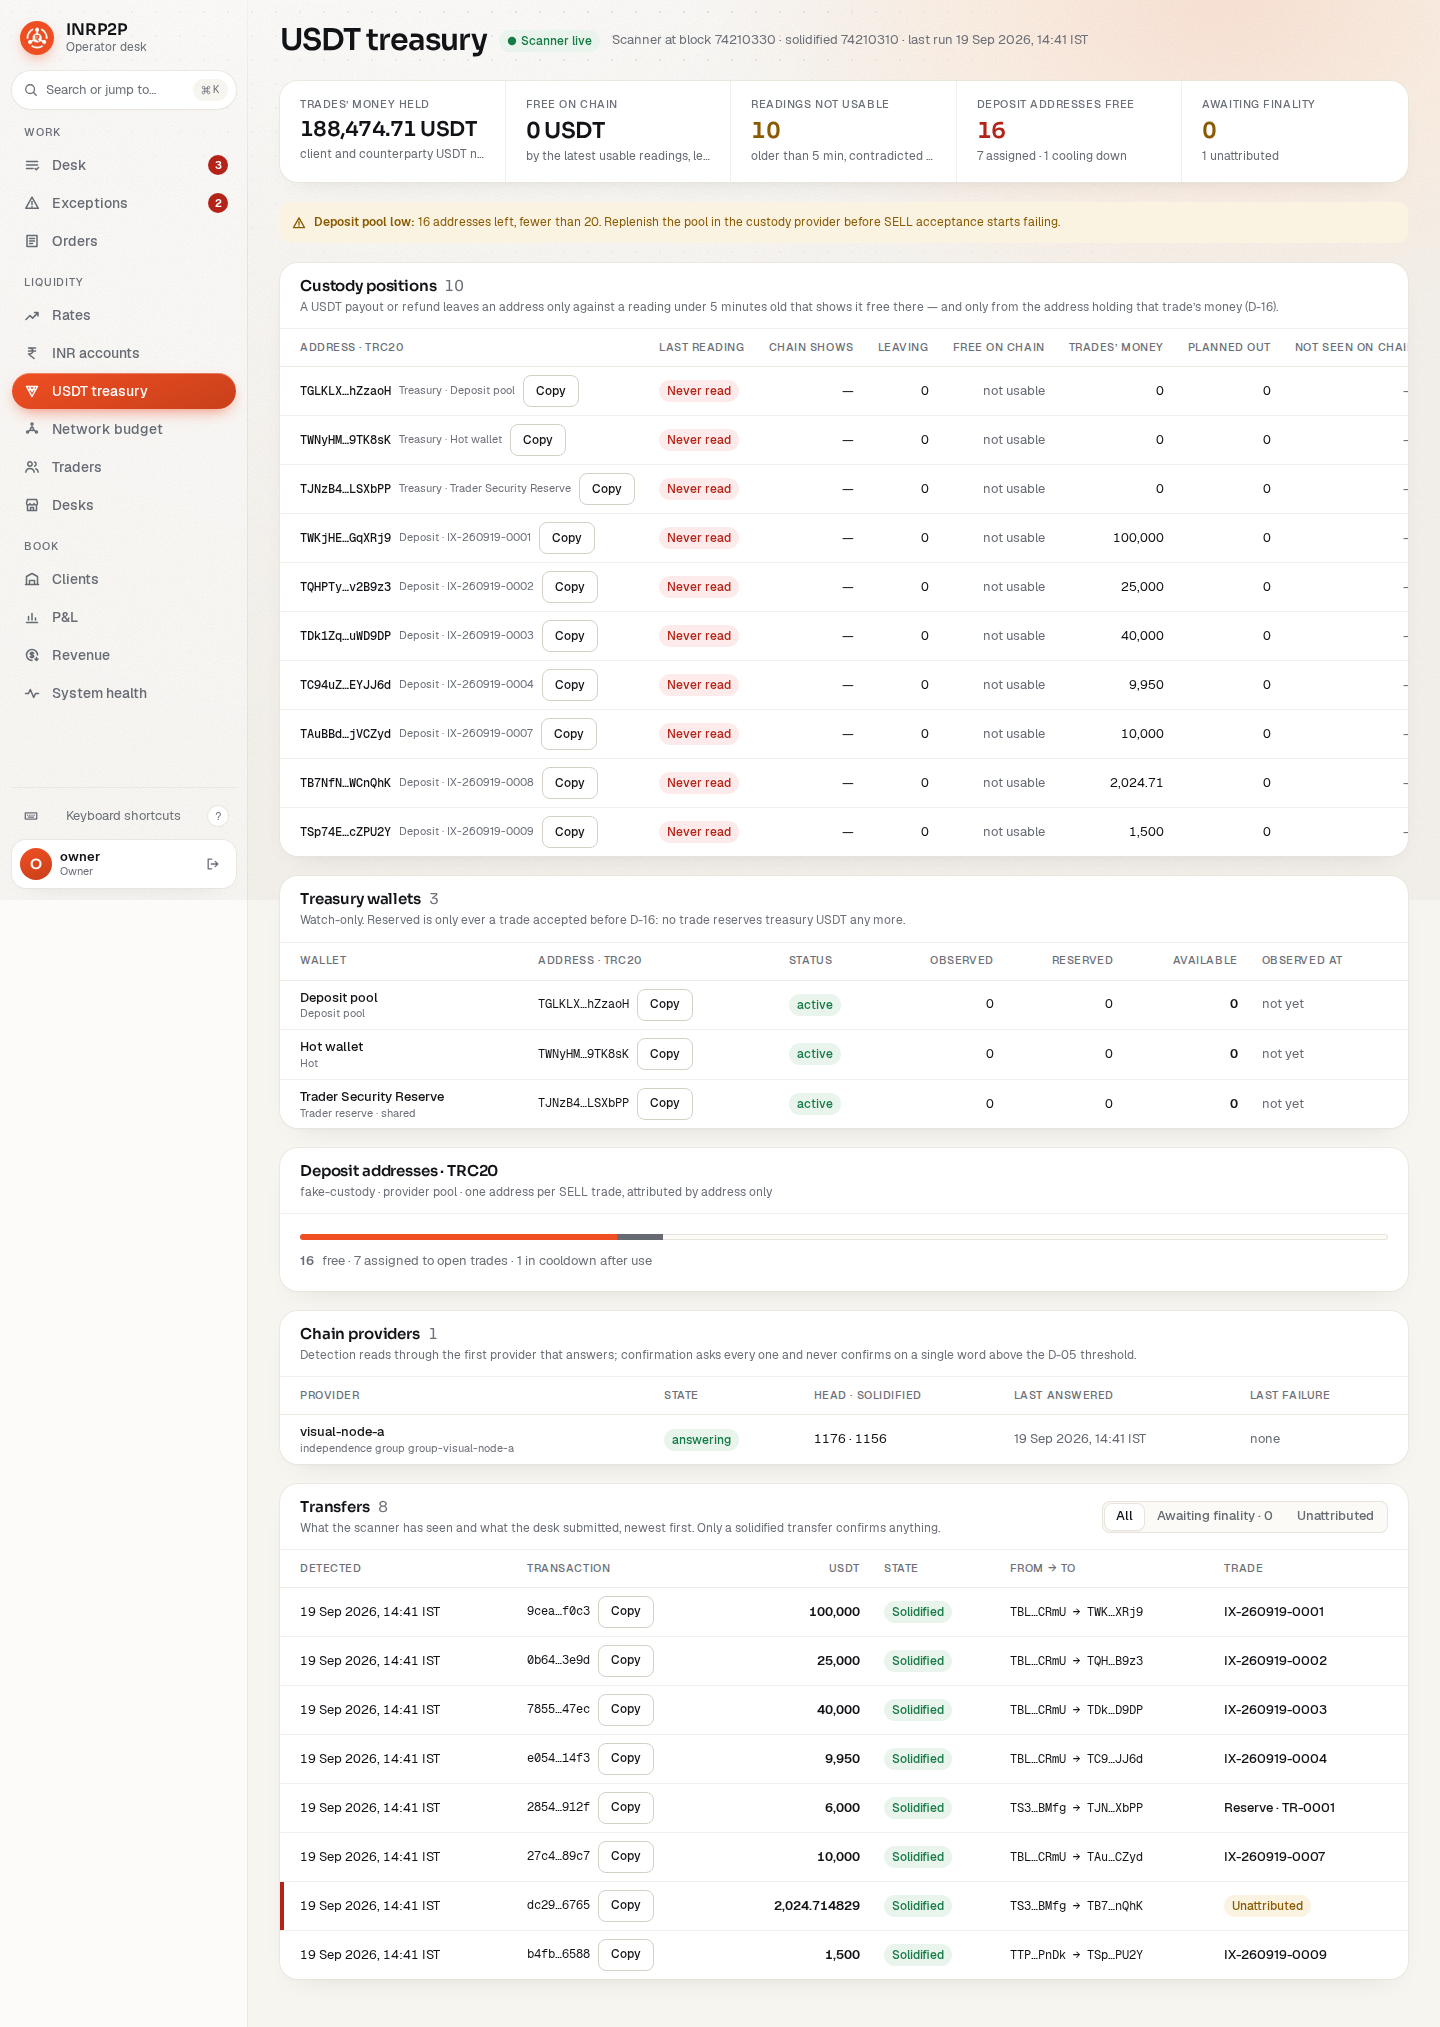 INRP2P
Operator desk
Search or jump to...
⌘K
WORK
Desk 3
Exceptions 2
Orders
LIQUIDITY
Rates
INR accounts
USDT treasury
Network budget
Traders
Desks
BOOK
Clients
P&L
Revenue
System health
Keyboard shortcuts ?
O owner
Owner
USDT treasury Scanner live Scanner at block 74210330 · solidified 74210310 · last run 19 Sep 2026, 14:41 IST
TRADES' MONEY HELD
188,474.71 USDT
client and counterparty USDT n…
FREE ON CHAIN
0 USDT
by the latest usable readings, le…
READINGS NOT USABLE
10
older than 5 min, contradicted …
DEPOSIT ADDRESSES FREE
16
7 assigned · 1 cooling down
AWAITING FINALITY
0
1 unattributed
Deposit pool low: 16 addresses left, fewer than 20. Replenish the pool in the custody provider before SELL acceptance starts failing.
Custody positions 10
A USDT payout or refund leaves an address only against a reading under 5 minutes old that shows it free there — and only from the address holding that trade's money (D-16).
ADDRESS · TRC20 LAST READING CHAIN SHOWS LEAVING FREE ON CHAIN TRADES' MONEY PLANNED OUT NOT SEEN ON CHAI
TGLKLX…hZzaoH Treasury · Deposit pool Copy Never read — 0 not usable 0 0 –
TWNyHM…9TK8sK Treasury · Hot wallet Copy Never read — 0 not usable 0 0 –
TJNzB4…LSXbPP Treasury · Trader Security Reserve Copy Never read — 0 not usable 0 0 –
TWKjHE…GqXRj9 Deposit · IX-260919-0001 Copy Never read — 0 not usable 100,000 0 –
TQHPTy…v2B9z3 Deposit · IX-260919-0002 Copy Never read — 0 not usable 25,000 0 –
TDk1Zq…uWD9DP Deposit · IX-260919-0003 Copy Never read — 0 not usable 40,000 0 –
TC94uZ…EYJJ6d Deposit · IX-260919-0004 Copy Never read — 0 not usable 9,950 0 –
TAuBBd…jVCZyd Deposit · IX-260919-0007 Copy Never read — 0 not usable 10,000 0 –
TB7NfN…WCnQhK Deposit · IX-260919-0008 Copy Never read — 0 not usable 2,024.71 0 –
TSp74E…cZPU2Y Deposit · IX-260919-0009 Copy Never read — 0 not usable 1,500 0 –
Treasury wallets 3
Watch-only. Reserved is only ever a trade accepted before D-16: no trade reserves treasury USDT any more.
WALLET ADDRESS · TRC20 STATUS OBSERVED RESERVED AVAILABLE OBSERVED AT
Deposit pool TGLKLX…hZzaoH Copy active 0 0 0 not yet
Deposit pool
Hot wallet TWNyHM…9TK8sK Copy active 0 0 0 not yet
Hot
Trader Security Reserve TJNzB4…LSXbPP Copy active 0 0 0 not yet
Trader reserve · shared
Deposit addresses · TRC20
fake-custody · provider pool · one address per SELL trade, attributed by address only
16 free · 7 assigned to open trades · 1 in cooldown after use
Chain providers 1
Detection reads through the first provider that answers; confirmation asks every one and never confirms on a single word above the D-05 threshold.
PROVIDER STATE HEAD · SOLIDIFIED LAST ANSWERED LAST FAILURE
visual-node-a answering 1176 · 1156 19 Sep 2026, 14:41 IST none
independence group group-visual-node-a
Transfers 8
What the scanner has seen and what the desk submitted, newest first. Only a solidified transfer confirms anything.
All Awaiting finality · 0 Unattributed
DETECTED TRANSACTION USDT STATE FROM → TO TRADE
19 Sep 2026, 14:41 IST 9cea…f0c3 Copy 100,000 Solidified TBL…CRmU → TWK…XRj9 IX-260919-0001
19 Sep 2026, 14:41 IST 0b64…3e9d Copy 25,000 Solidified TBL…CRmU → TQH…B9z3 IX-260919-0002
19 Sep 2026, 14:41 IST 7855…47ec Copy 40,000 Solidified TBL…CRmU → TDk…D9DP IX-260919-0003
19 Sep 2026, 14:41 IST e054…14f3 Copy 9,950 Solidified TBL…CRmU → TC9…JJ6d IX-260919-0004
19 Sep 2026, 14:41 IST 2854…912f Copy 6,000 Solidified TS3…BMfg → TJN…XbPP Reserve · TR-0001
19 Sep 2026, 14:41 IST 27c4…89c7 Copy 10,000 Solidified TBL…CRmU → TAu…CZyd IX-260919-0007
19 Sep 2026, 14:41 IST dc29…6765 Copy 2,024.714829 Solidified TS3…BMfg → TB7…nQhK Unattributed
19 Sep 2026, 14:41 IST b4fb…6588 Copy 1,500 Solidified TTP…PnDk → TSp…PU2Y IX-260919-0009